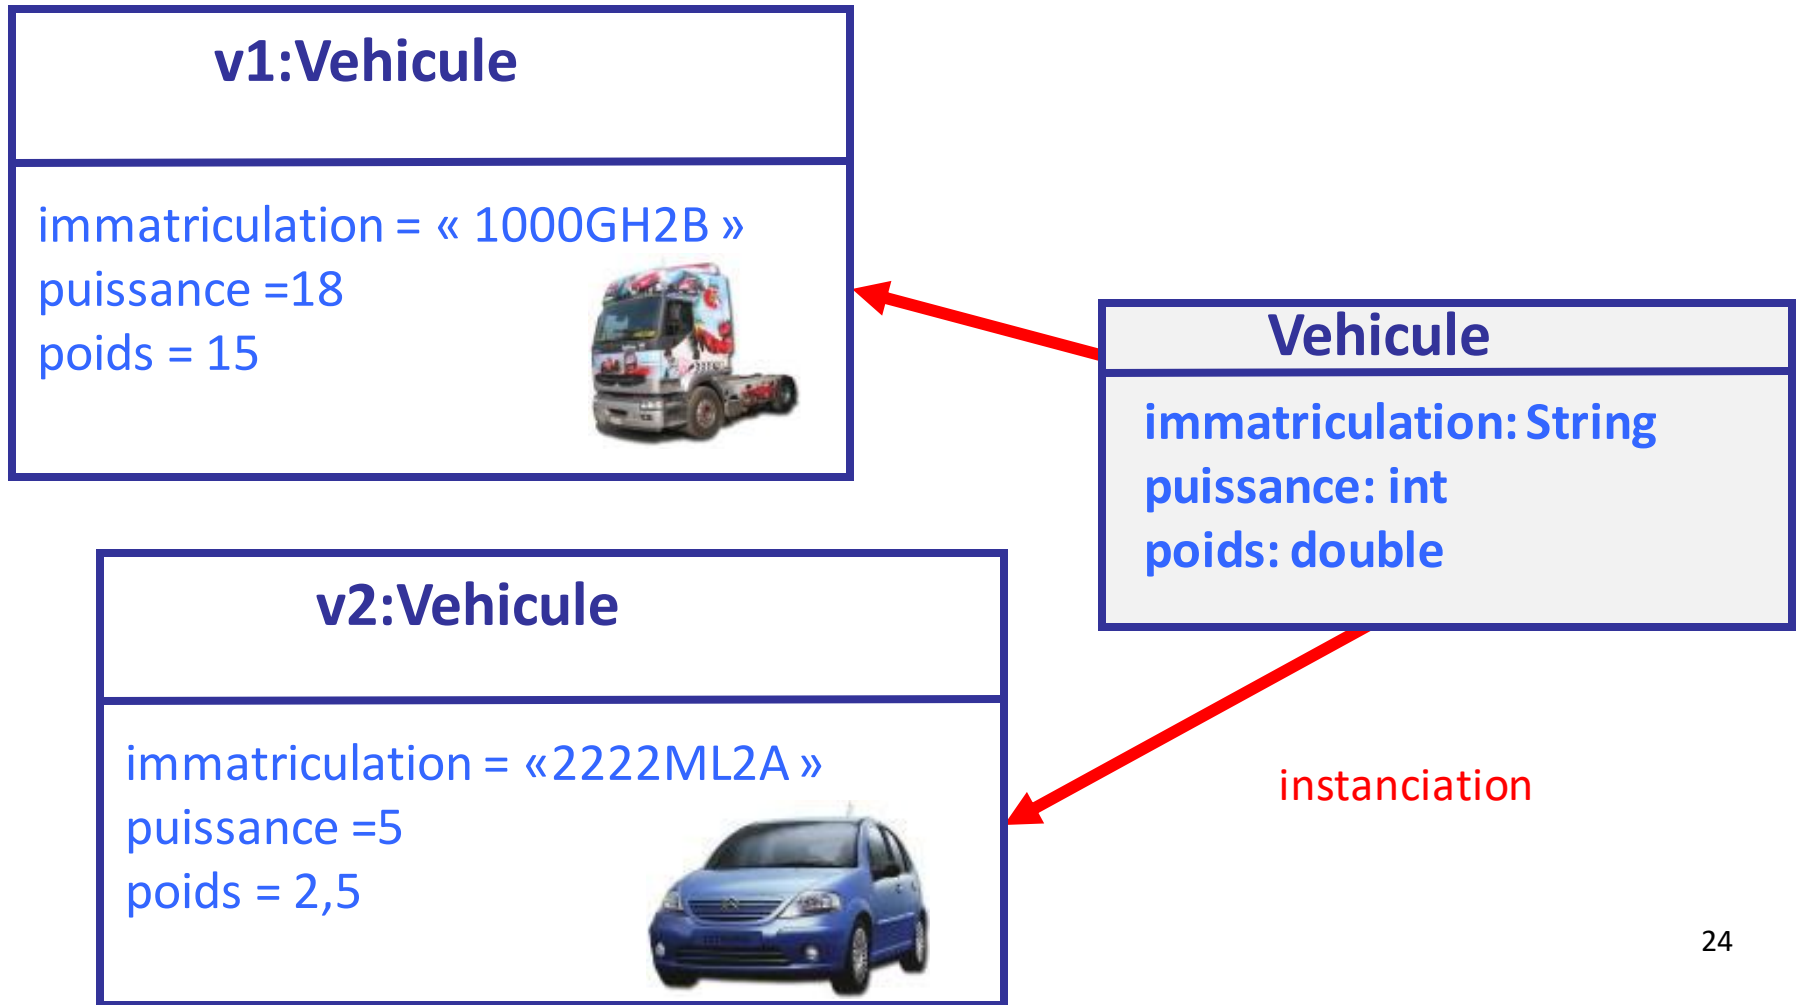 v1:Vehicule
immatriculation = « 1000GH2B »
puissance =18
poids = 15
Vehicule
immatriculation: String
puissance: int
poids: double
v2:Vehicule
immatriculation = «2222ML2A »
puissance =5
poids = 2,5
instanciation
24